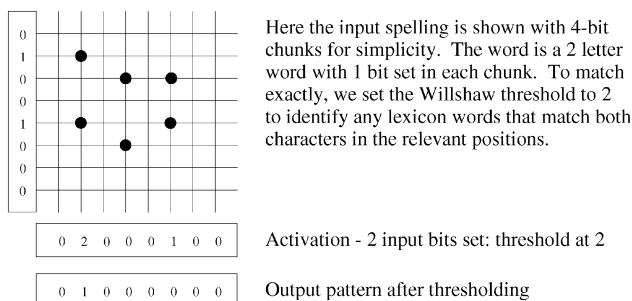 0
1
0
0
1
0
0
0
Here the input spelling is shown with 4-bit
chunks for simplicity. The word is a 2 letter
word with 1 bit set in each chunk. To match
exactly, we set the Willshaw threshold to 2
to identify any lexicon words that match both
characters in the relevant positions.
0 2 0 0 0 1 0 0
Activation - 2 input bits set: threshold at 2
0 1 0 0 0 0 0 0
Output pattern after thresholding